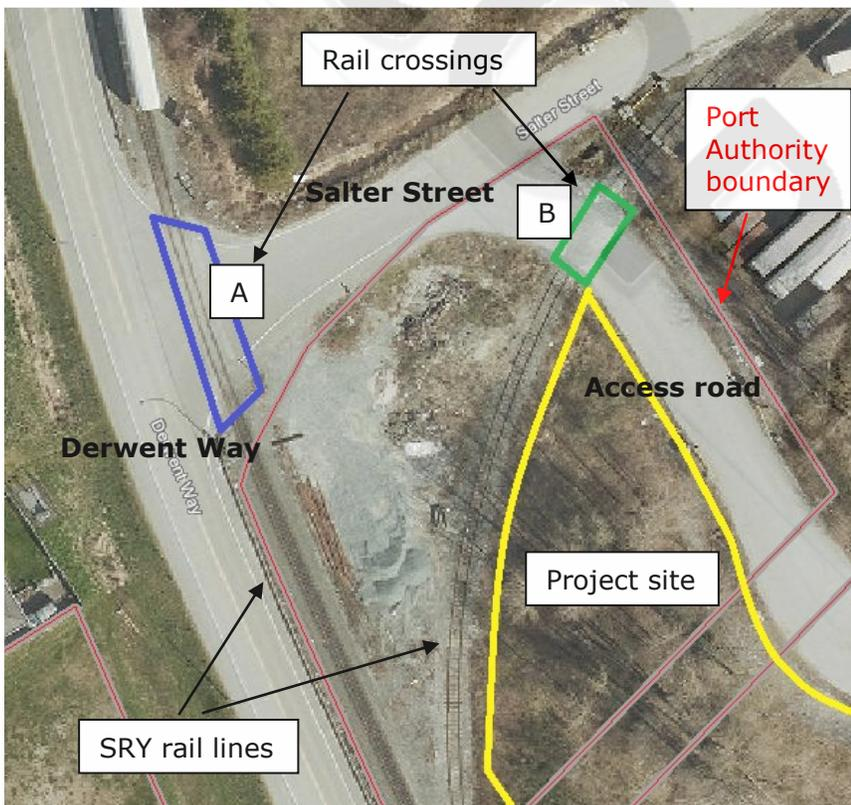 Rail crossings
Salter Street
Port
Authority
boundary
Salter Street
B
A
Access road
Derwent Way
Derwent Way
Project site
SRY rail lines